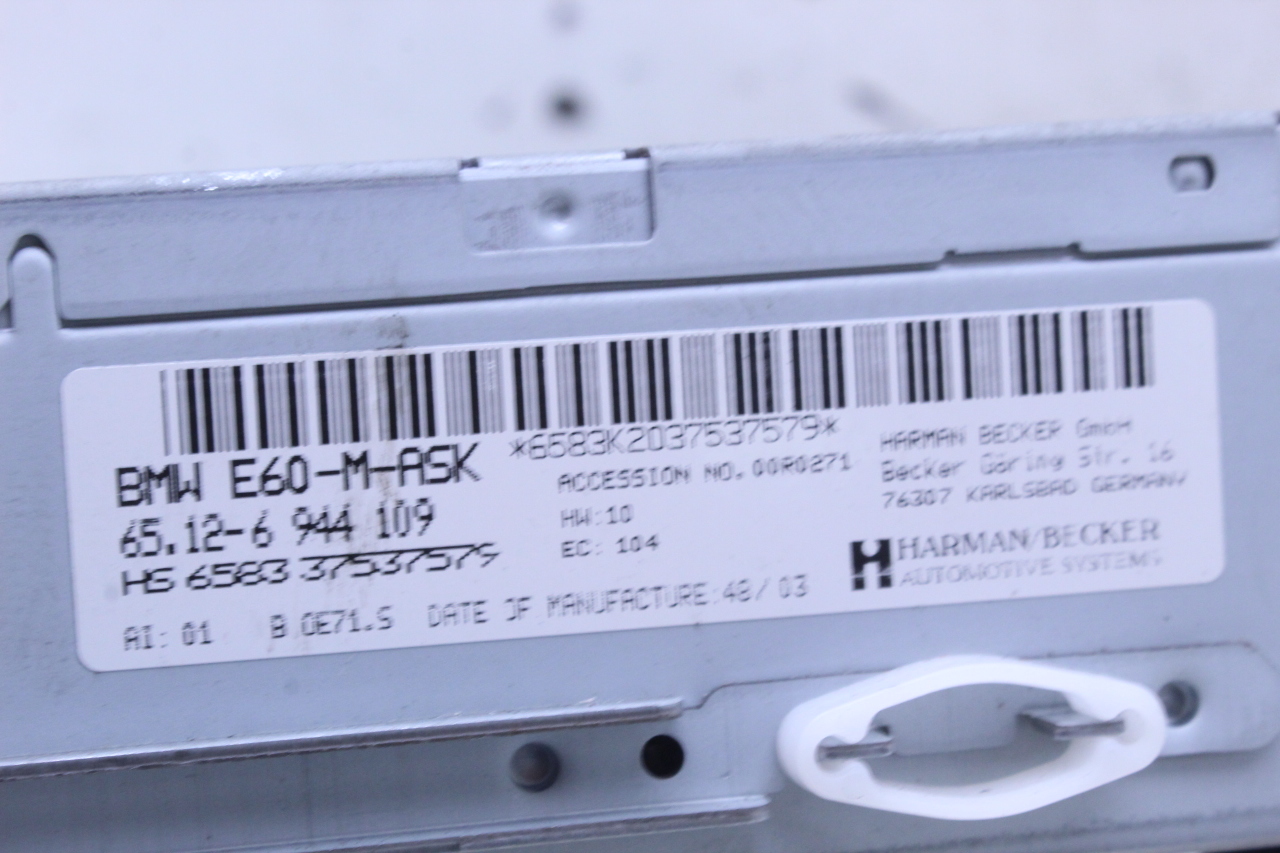 *6583K2037537579*
BMW E60-M-ASK
65.12-6 944 109
HS 6583 37537579
ACCESSION NO.00R0271
HW:10
EC: 104
HARMAN BECKER GmbH
Becker Göring Str. 16
76307 KARLSBAD GERMANY
HARMAN/BECKER
AUTOMOTIVE SYSTEMS
AI: 01 B OE71.S DATE OF MANUFACTURE:48/03